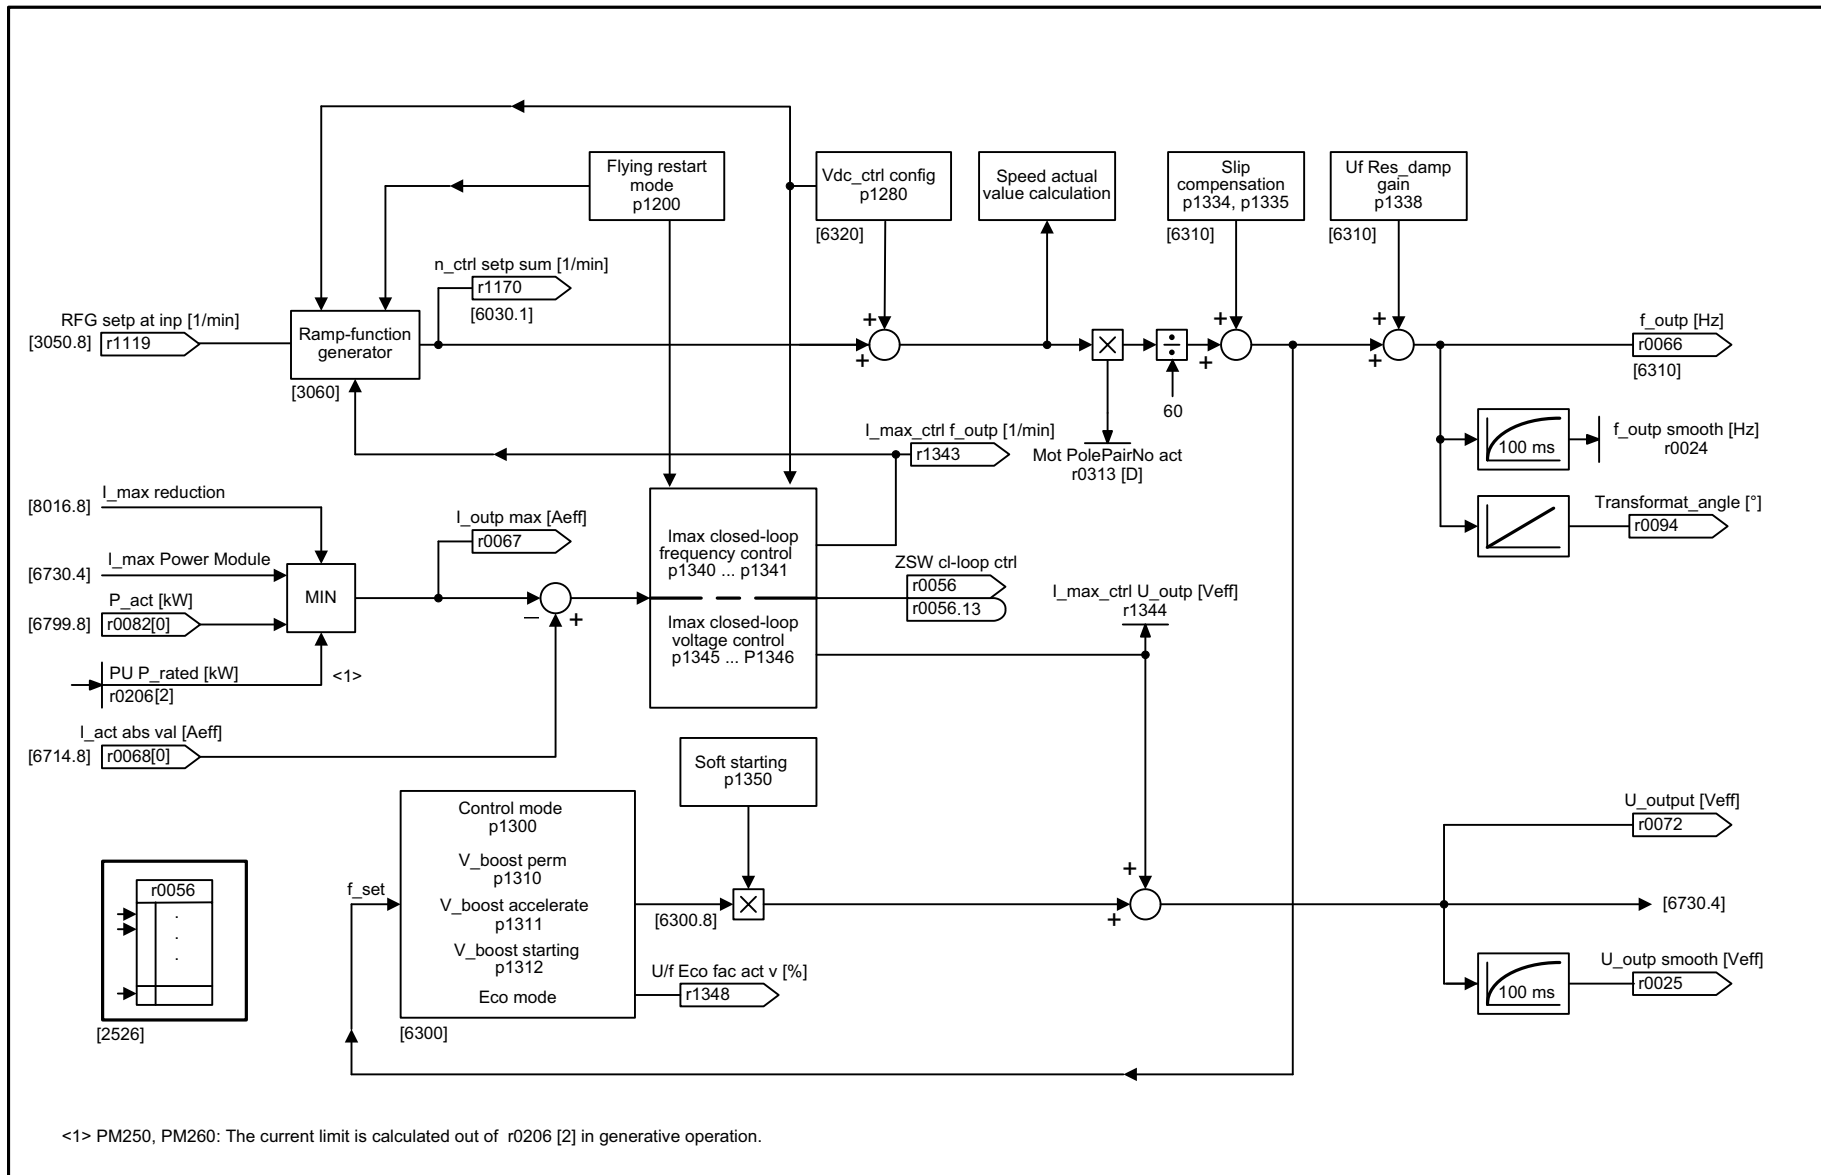 Flying restart
mode
p1200
Vdc_ctrl config
p1280
[6320]
Speed actual
value calculation
Slip
compensation
p1334, p1335
[6310]
Uf Res_damp
gain
p1338
[6310]
n_ctrl setp sum [1/min]
r1170
[6030.1]
RFG setp at inp [1/min]
[3050.8]
r1119
Ramp-function
generator
[3060]
+
+
×
÷
60
+
+
+
+
f_outp [Hz]
r0066
[6310]
I_max_ctrl f_outp [1/min]
r1343
Mot PolePairNo act
r0313 [D]
100 ms
f_outp smooth [Hz]
r0024
Transformat_angle [°]
r0094
I_max reduction
[8016.8]
I_max Power Module
[6730.4]
P_act [kW]
[6799.8]
r0082[0]
PU P_rated [kW]
r0206[2]
<1>
MIN
I_outp max [Aeff]
r0067
–
+
I_act abs val [Aeff]
[6714.8]
r0068[0]
Imax closed-loop
frequency control
p1340 ... p1341
Imax closed-loop
voltage control
p1345 ... P1346
ZSW cl-loop ctrl
r0056
r0056.13
I_max_ctrl U_outp [Veff]
r1344
Soft starting
p1350
Control mode
p1300
V_boost perm
p1310
V_boost accelerate
p1311
V_boost starting
p1312
Eco mode
[6300]
f_set
[6300.8]
×
U/f Eco fac act v [%]
r1348
+
+
U_output [Veff]
r0072
[6730.4]
100 ms
U_outp smooth [Veff]
r0025
r0056
.
.
.
[2526]
<1> PM250, PM260: The current limit is calculated out of r0206 [2] in generative operation.